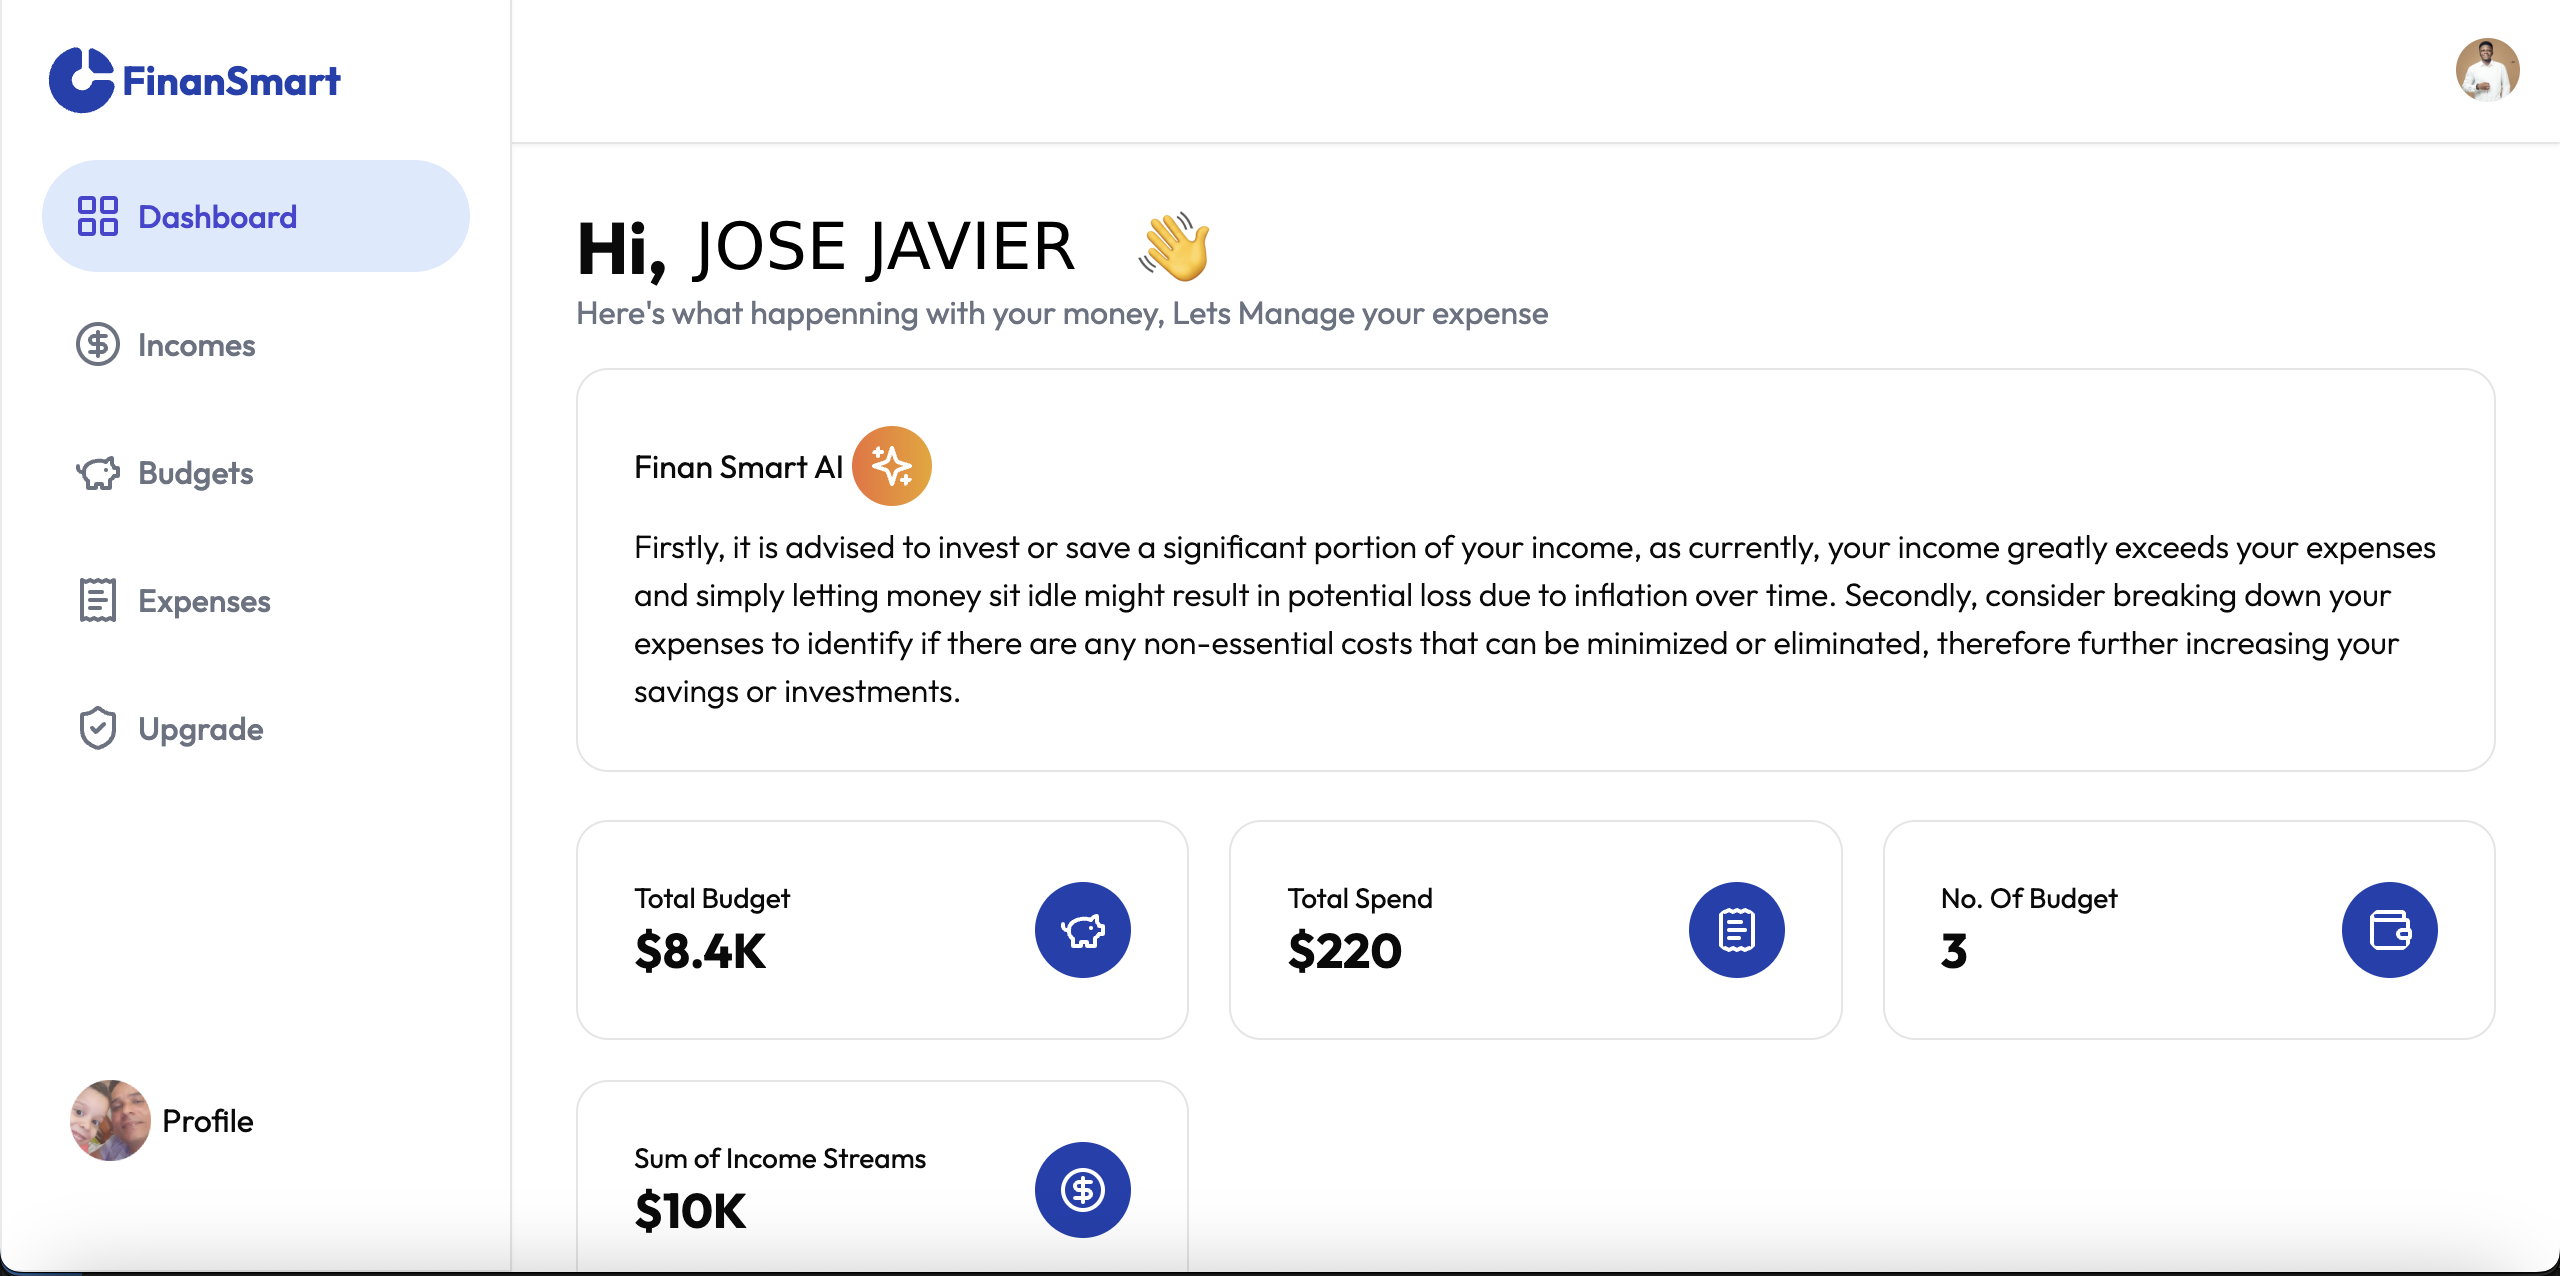 FinanSmart
Dashboard
Incomes
Budgets
Expenses
Upgrade
Profile
Hi, JOSE JAVIER 👋
Here's what happenning with your money, Lets Manage your expense
Finan Smart AI
Firstly, it is advised to invest or save a significant portion of your income, as currently, your income greatly exceeds your expenses
and simply letting money sit idle might result in potential loss due to inflation over time. Secondly, consider breaking down your
expenses to identify if there are any non-essential costs that can be minimized or eliminated, therefore further increasing your
savings or investments.
Total Budget
$8.4K
Total Spend
$220
No. Of Budget
3
Sum of Income Streams
$10K